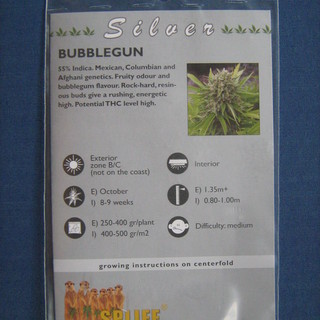 Silver
BUBBLEGUN
55% Indica. Mexican, Columbian and
Afghani genetics. Fruity odour and
bubblegum flavour. Rock-hard, resin-
ous buds give a rushing, energetic
high. Potential THC level high.
Exterior
zone B/C
(not on the coast)
Interior
E) October
I) 8-9 weeks
E) 1.35m+
I) 0.80-1.00m
E) 250-400 gr/plant
I) 400-500 gr/m2
Difficulty: medium
growing instructions on centerfold
SPLIFF